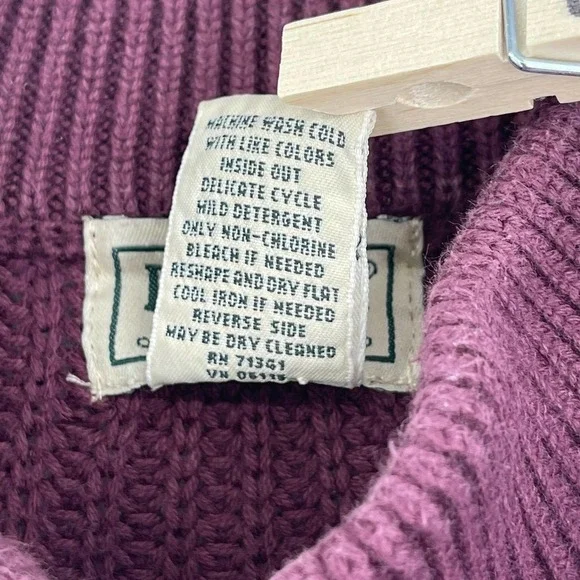 MACHINE WASH COLD
WITH LIKE COLORS
INSIDE OUT
DELICATE CYCLE
MILD DETERGENT
ONLY NON-CHLORINE
BLEACH IF NEEDED
RESHAPE AND DRY FLAT
COOL IRON IF NEEDED
REVERSE SIDE
MAY BE DRY CLEANED
RN 71341
VN